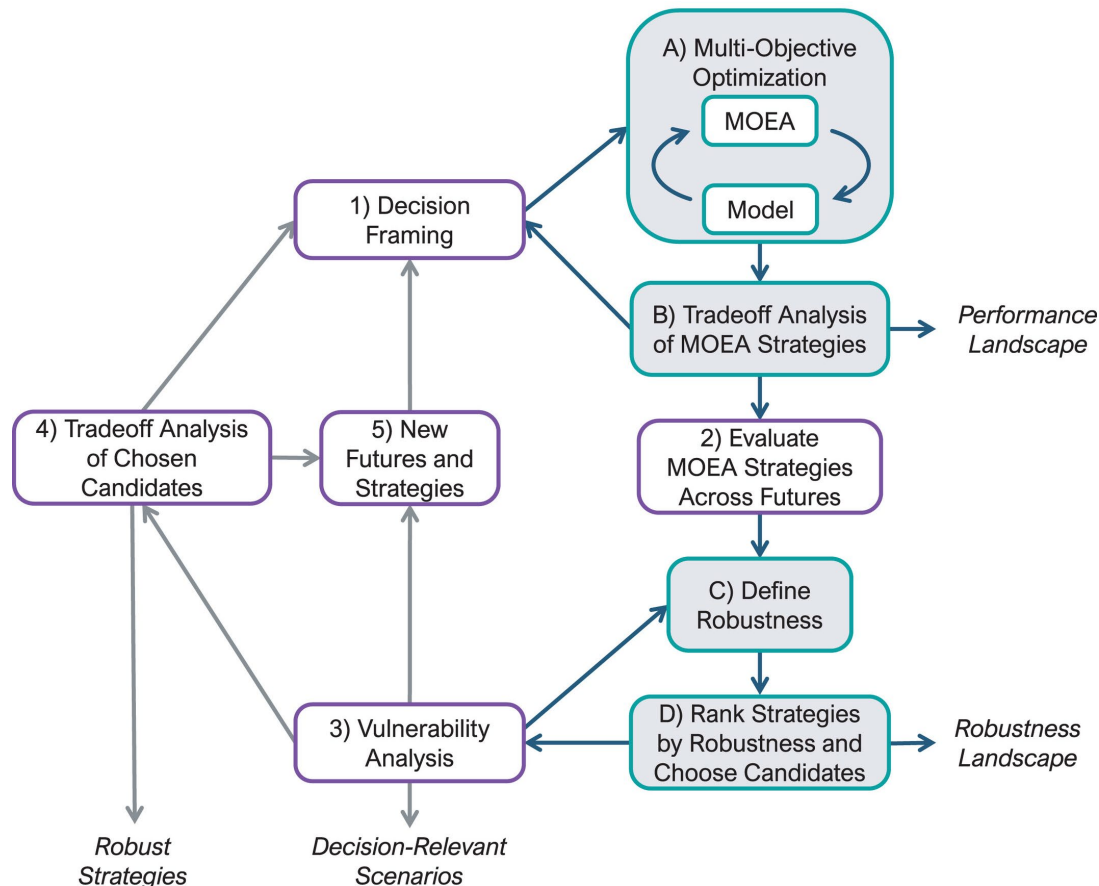 A) Multi-Objective
Optimization
MOEA
Model
1) Decision
Framing
B) Tradeoff Analysis
of MOEA Strategies
Performance
Landscape
4) Tradeoff Analysis
of Chosen
Candidates
5) New
Futures and
Strategies
2) Evaluate
MOEA Strategies
Across Futures
C) Define
Robustness
3) Vulnerability
Analysis
D) Rank Strategies
by Robustness and
Choose Candidates
Robustness
Landscape
Robust
Strategies
Decision-Relevant
Scenarios